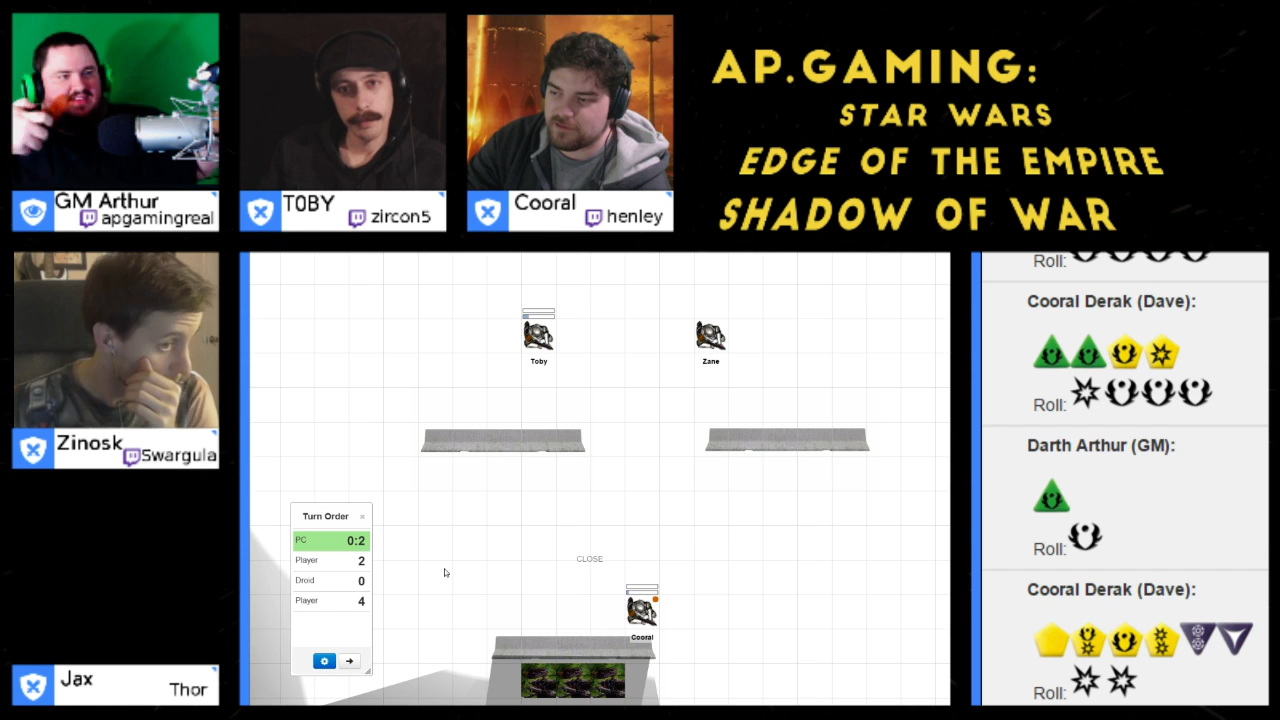 AP.GAMING:
STAR WARS
EDGE OF THE EMPIRE
SHADOW OF WAR
GM Arthur
apgamingreal
TOBY
zircon5
Cooral
henley
Zinosk
Swargula
Jax
Thor
Toby
Zane
Turn Order
PC 0:2
Player 2
Droid 0
Player 4
CLOSE
Cooral
Roll:
Cooral Derak (Dave):
Roll:
Darth Arthur (GM):
Roll:
Cooral Derak (Dave):
Roll: